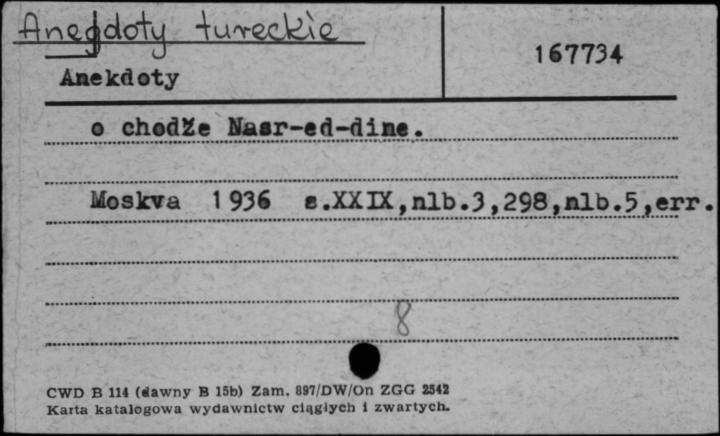 Anegdoty tureckie
167734
Anekdoty
o chodže Nasr-ed-dine.
Moskva 1936 s.XXIX,nlb.3,298,nlb.5,err.
8
CWD B 114 (dawny B 15b) Zam. 897/DW/On ZGG 2542
Karta katalogowa wydawnictw ciągłych i zwartych.